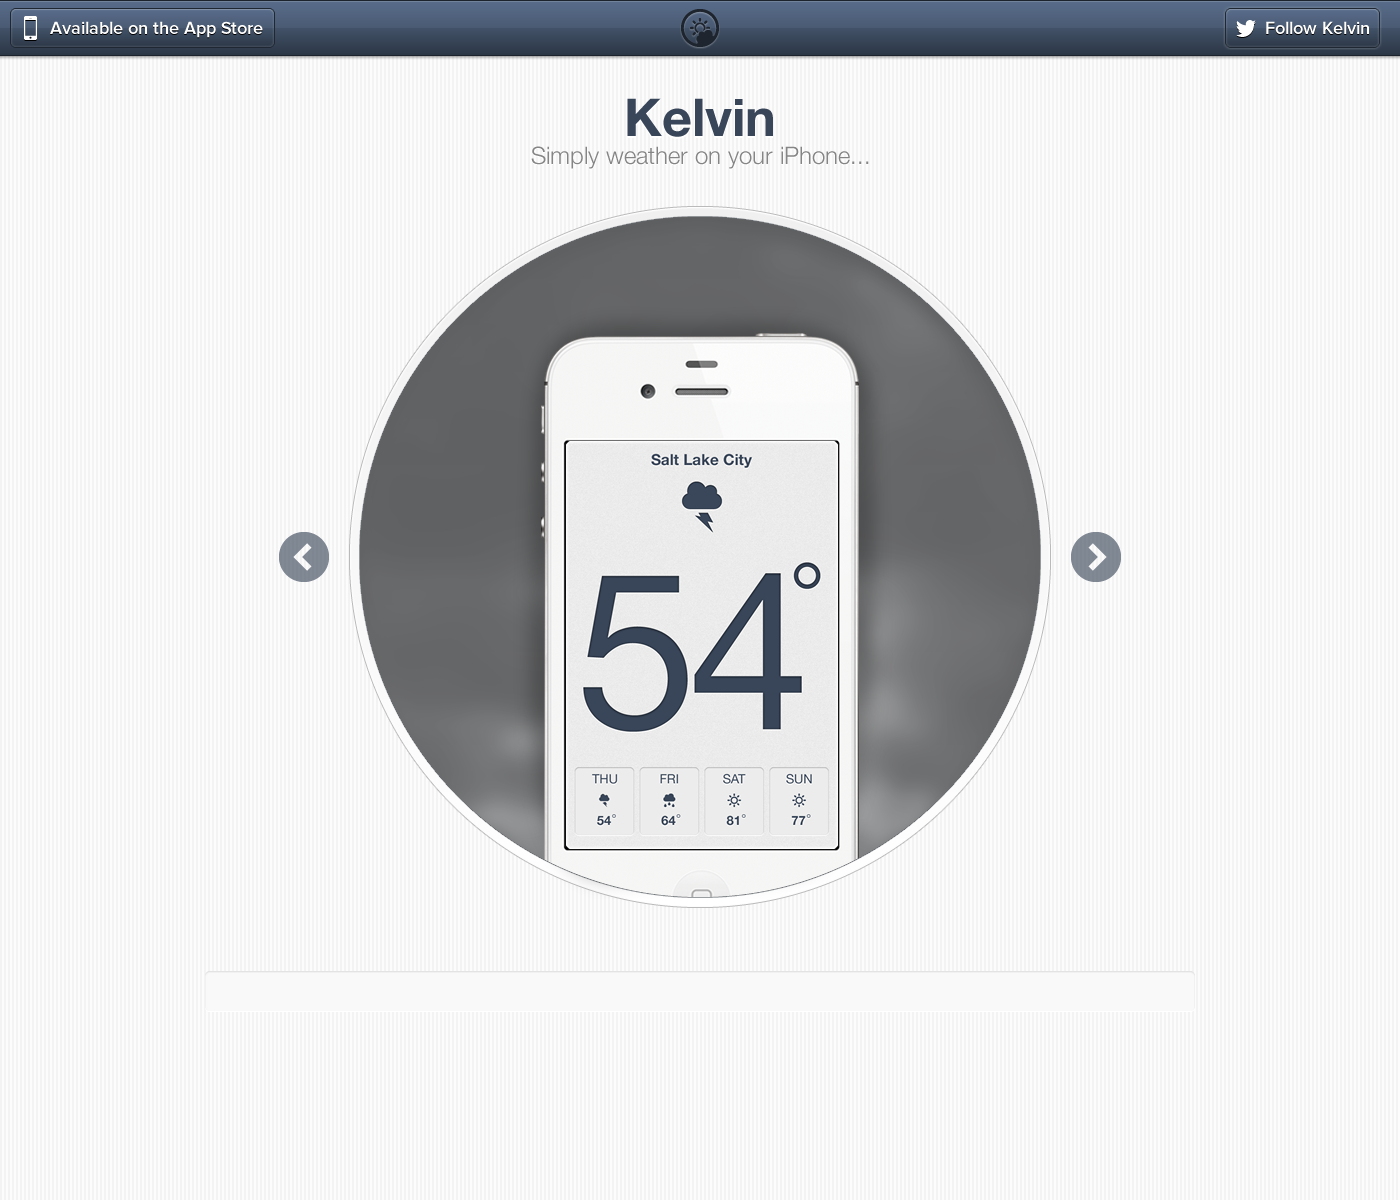 Available on the App Store
Follow Kelvin
Kelvin
Simply weather on your iPhone...
Salt Lake City
54°
THU FRI SAT SUN
54° 64° 81° 77°